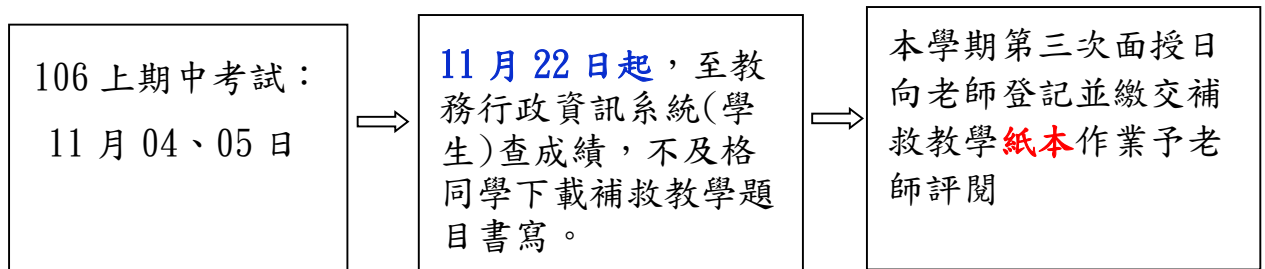 106 上期中考試：
11 月 04、05 日
11 月 22 日起，至教
務行政資訊系統(學
生)查成績，不及格
同學下載補救教學題
目書寫。
本學期第三次面授日
向老師登記並繳交補
救教學紙本作業予老
師評閱